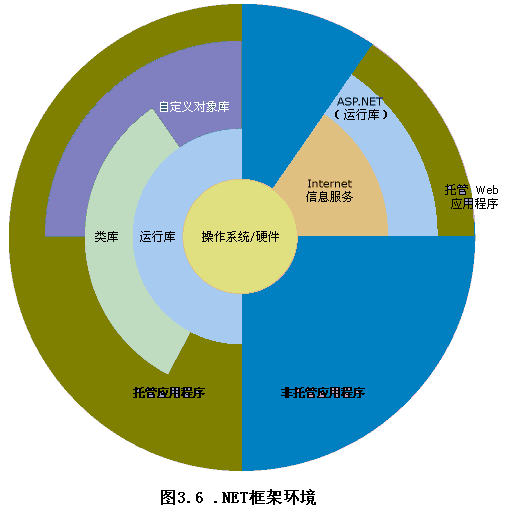 自定义对象库
ASP.NET
（运行库）
Internet
信息服务
托管 Web
应用程序
类库
运行库
操作系统/硬件
托管应用程序
非托管应用程序
图3.6 .NET框架环境